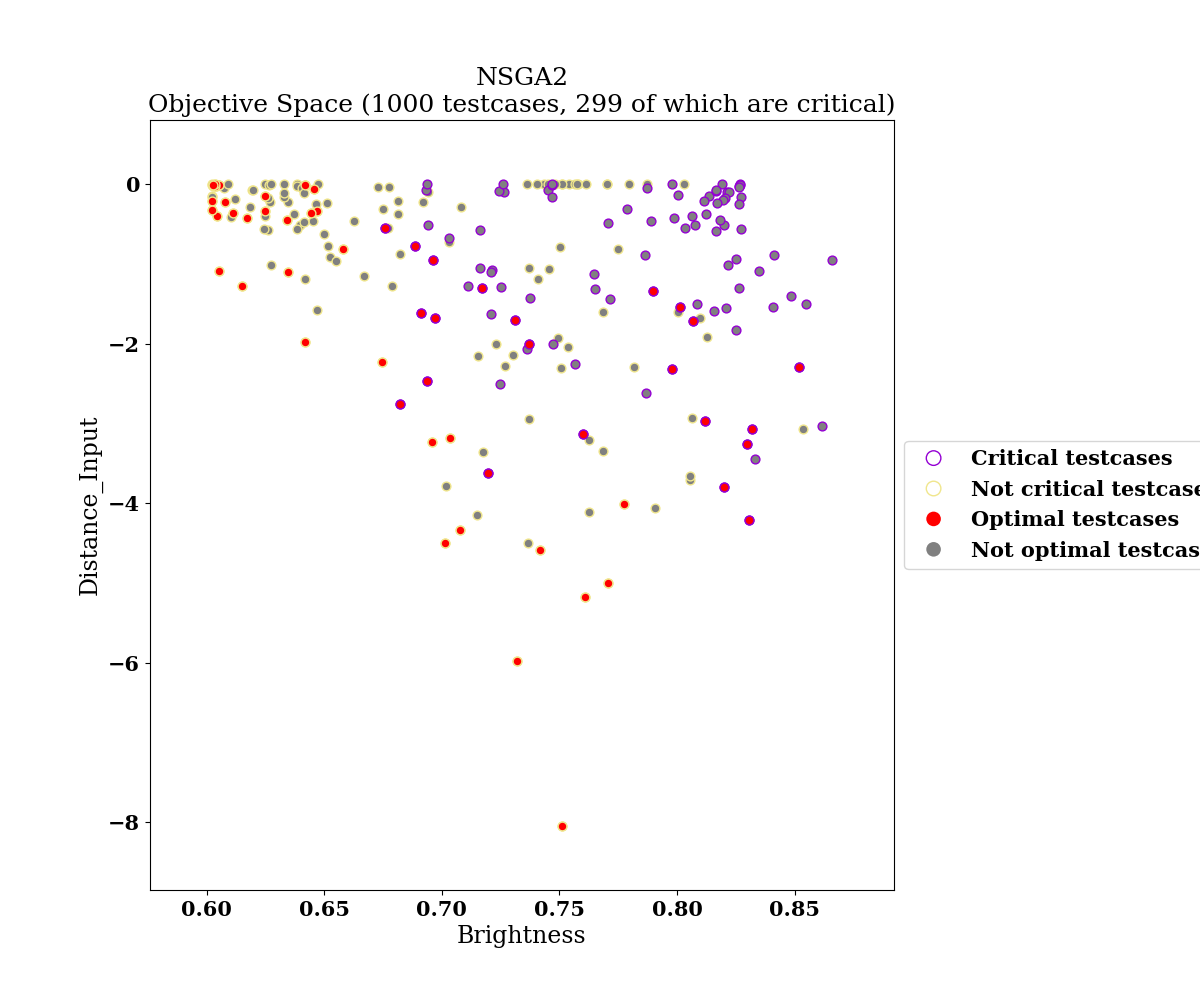 NSGA2
Objective Space (1000 testcases, 299 of which are critical)
0
−2
−4
−6
−8
Distance_Input
0.60 0.65 0.70 0.75 0.80 0.85
Brightness
Critical testcases
Not critical testcase
Optimal testcases
Not optimal testcas